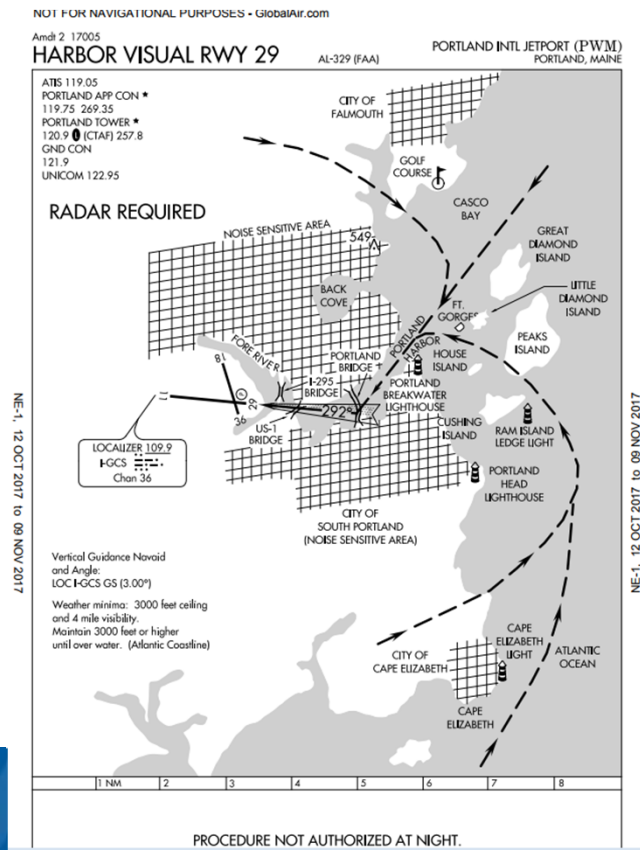 NOT FOR NAVIGATIONAL PURPOSES - GlobalAir.com
Amdt 2 17005
HARBOR VISUAL RWY 29
AL-329 (FAA)
PORTLAND INTL JETPORT (PWM)
PORTLAND, MAINE
ATIS 119.05
PORTLAND APP CON ★
119.75 269.35
PORTLAND TOWER ★
120.9 (CTAF) 257.8
GND CON
121.9
UNICOM 122.95
RADAR REQUIRED
CITY OF
FALMOUTH
GOLF
COURSE
CASCO
BAY
GREAT
DIAMOND
ISLAND
NOISE SENSITIVE AREA
549
BACK
COVE
LITTLE
DIAMOND
ISLAND
FT.
GORGES
PEAKS
ISLAND
PORTLAND
HARBOR
HOUSE
ISLAND
FORE RIVER
PORTLAND
BRIDGE
I-295
BRIDGE
PORTLAND
BREAKWATER
LIGHTHOUSE
18
29
292°
36
US-1
BRIDGE
CUSHING
ISLAND
RAM ISLAND
LEDGE LIGHT
11
LOCALIZER 109.9
I-GCS
Chan 36
PORTLAND
HEAD
LIGHTHOUSE
CITY OF
SOUTH PORTLAND
(NOISE SENSITIVE AREA)
Vertical Guidance Navaid
and Angle:
LOC I-GCS GS (3.00°)
Weather minima: 3000 feet ceiling
and 4 mile visibility.
Maintain 3000 feet or higher
until over water. (Atlantic Coastline)
CITY OF
CAPE ELIZABETH
CAPE
ELIZABETH
LIGHT
ATLANTIC
OCEAN
CAPE
ELIZABETH
1 NM 2 3 4 5 6 7 8
PROCEDURE NOT AUTHORIZED AT NIGHT.
NE-1, 12 OCT 2017 to 09 NOV 2017
NE-1, 12 OCT 2017 to 09 NOV 2017